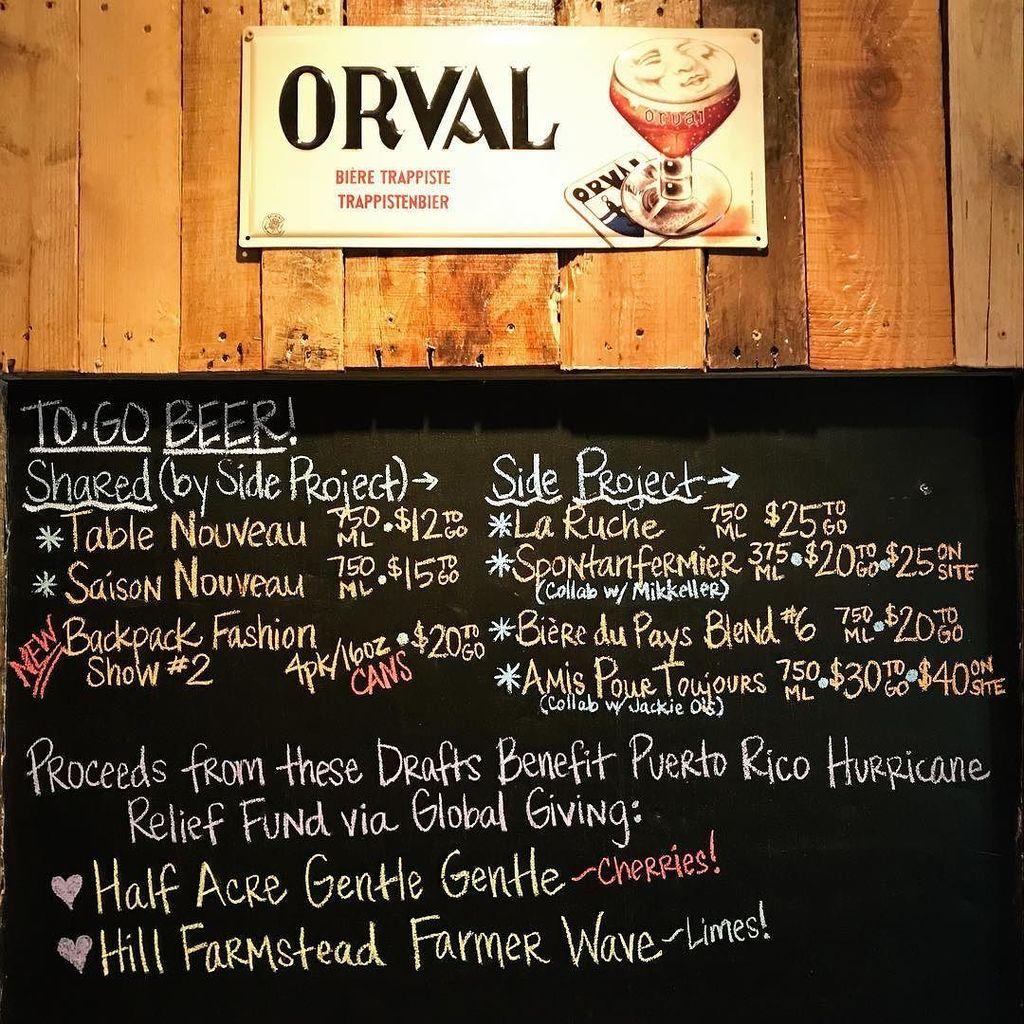 ORVAL
BIÈRE TRAPPISTE
TRAPPISTENBIER
orval
ORVAL
TO·GO BEER!
Shared (by Side Project)→
*Table Nouveau 750 ML • $12 TO GO
* Saison Nouveau 750 ML • $15 TO GO
NEW Backpack Fashion
Show #2 4pk/16oz CANS • $20 TO GO
Side Project→
*La Ruche 750 ML $25 TO GO
*Spontanfermier 375 ML • $20 TO GO • $25 ON SITE
(Collab w/ Mikkeller)
*Bière du Pays Blend #6 750 ML • $20 TO GO
*Amis Pour Toujours 750 ML • $30 TO GO • $40 ON SITE
(Collab w/ Jackie O's)
Proceeds from these Drafts Benefit Puerto Rico Hurricane
Relief Fund via Global Giving:
♥ Half Acre Gentle Gentle ~Cherries!
♥ Hill Farmstead Farmer Wave ~Limes!